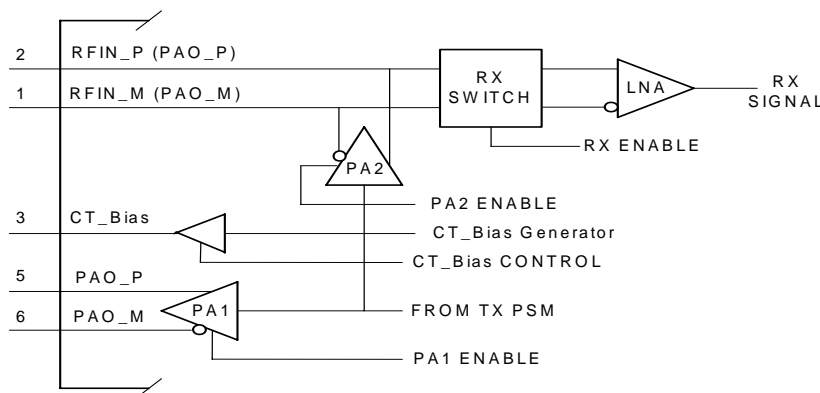 2 RFIN_P (PAO_P)
1 RFIN_M (PAO_M)
RX SWITCH
LNA
RX SIGNAL
RX ENABLE
PA2
PA2 ENABLE
3 CT_Bias
CT_Bias Generator
CT_Bias CONTROL
5 PAO_P
6 PAO_M
PA1
FROM TX PSM
PA1 ENABLE